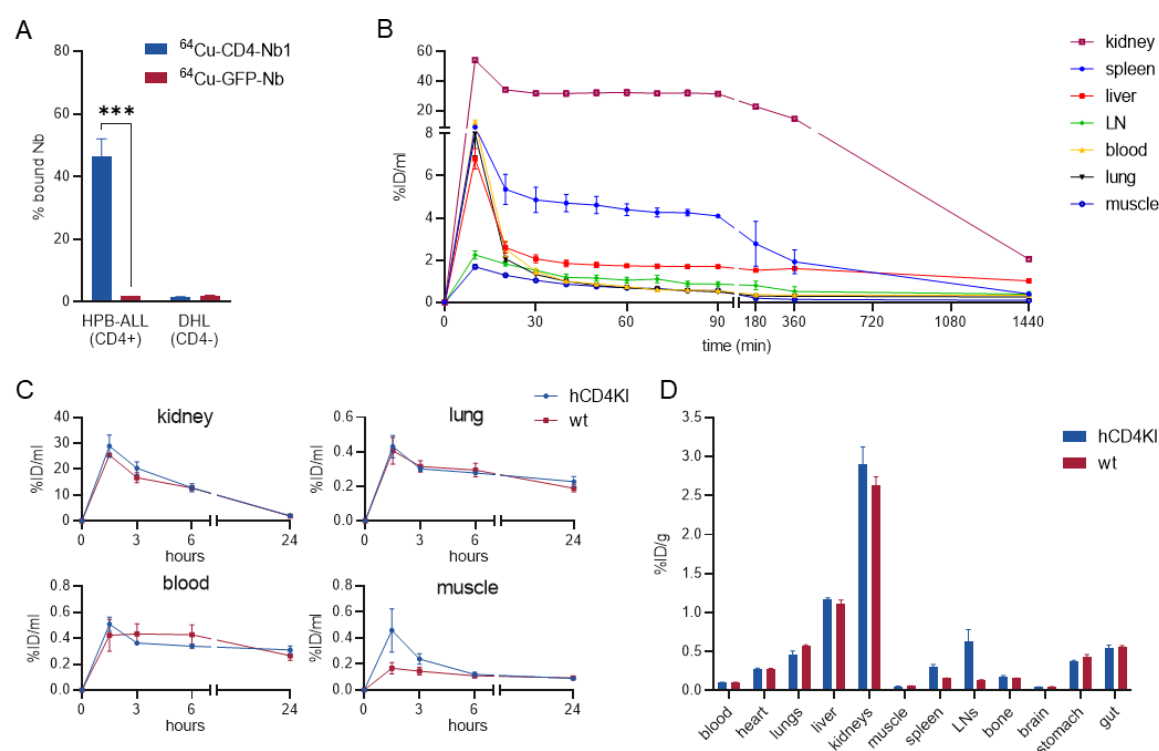 A
80
60
40
20
0
% bound Nb
***
64Cu-CD4-Nb1
64Cu-GFP-Nb
HPB-ALL
(CD4+)
DHL
(CD4-)
B
60
50
40
30
20
10
8
6
4
2
0
%ID/ml
0
30
60
90
180
360
720
1080
1440
time (min)
kidney
spleen
liver
LN
blood
lung
muscle
C
hCD4KI
wt
kidney
40
30
20
10
0
%ID/ml
0
3
6
24
hours
lung
0.6
0.4
0.2
0.0
%ID/ml
0
3
6
24
hours
blood
0.8
0.6
0.4
0.2
0.0
%ID/ml
0
3
6
24
hours
muscle
0.8
0.6
0.4
0.2
0.0
%ID/ml
0
3
6
24
hours
D
hCD4KI
wt
3.5
3.0
2.5
2.0
1.5
1.0
0.5
0.0
%ID/g
blood
heart
lungs
liver
kidneys
muscle
spleen
LNs
bone
brain
stomach
gut